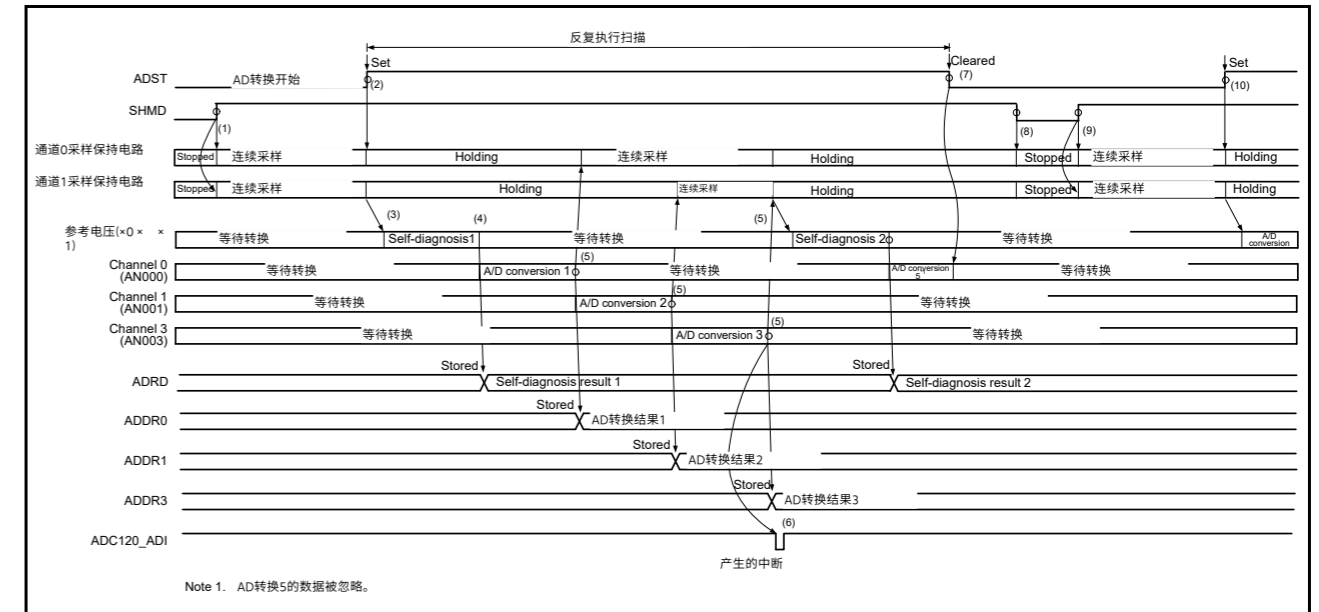 反复执行扫描
Set
Cleared
Set
ADST
AD转换开始
(2)
(7)
(10)
SHMD
(1)
(8)
(9)
通道0采样保持电路
Stopped
连续采样
Holding
连续采样
Holding
Stopped
连续采样
Holding
通道1采样保持电路
Stopped
连续采样
Holding
连续采样
Holding
Stopped
连续采样
Holding
(3)
(4)
(5)
参考电压(×0 × ×
1)
等待转换
Self-diagnosis1
等待转换
Self-diagnosis 2
等待转换
A/D
conversion
Channel 0
(AN000)
等待转换
A/D conversion 1
(5)
等待转换
A/D conversion
5
等待转换
Channel 1
(AN001)
等待转换
A/D conversion 2
(5)
等待转换
Channel 3
(AN003)
等待转换
A/D conversion 3
(5)
等待转换
ADRD
Stored
Self-diagnosis result 1
Stored
Self-diagnosis result 2
ADDR0
Stored
AD转换结果1
ADDR1
Stored
AD转换结果2
ADDR3
Stored
AD转换结果3
ADC120_ADI
(6)
产生的中断
Note 1. AD转换5的数据被忽略。